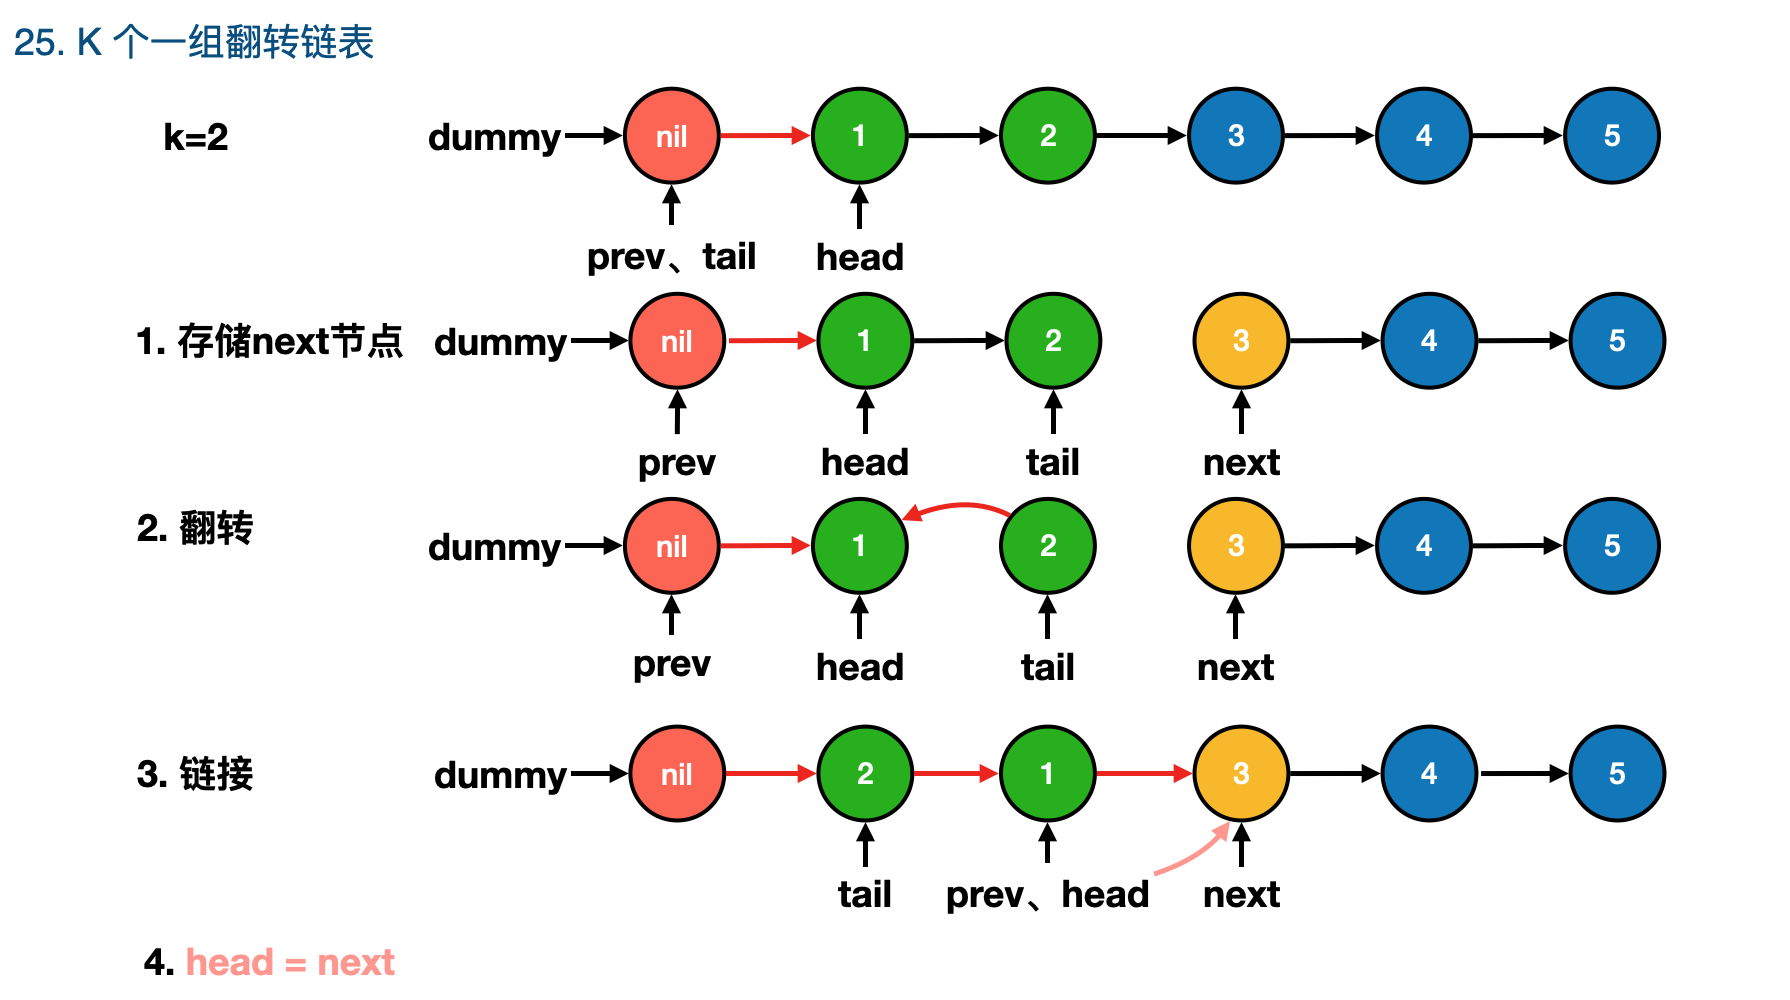 25. K 个一组翻转链表
k=2 dummy nil 1 2 3 4 5
prev、tail head
1. 存储next节点 dummy nil 1 2 3 4 5
prev head tail next
2. 翻转 dummy nil 1 2 3 4 5
prev head tail next
3. 链接 dummy nil 2 1 3 4 5
tail prev、head next
4. head = next